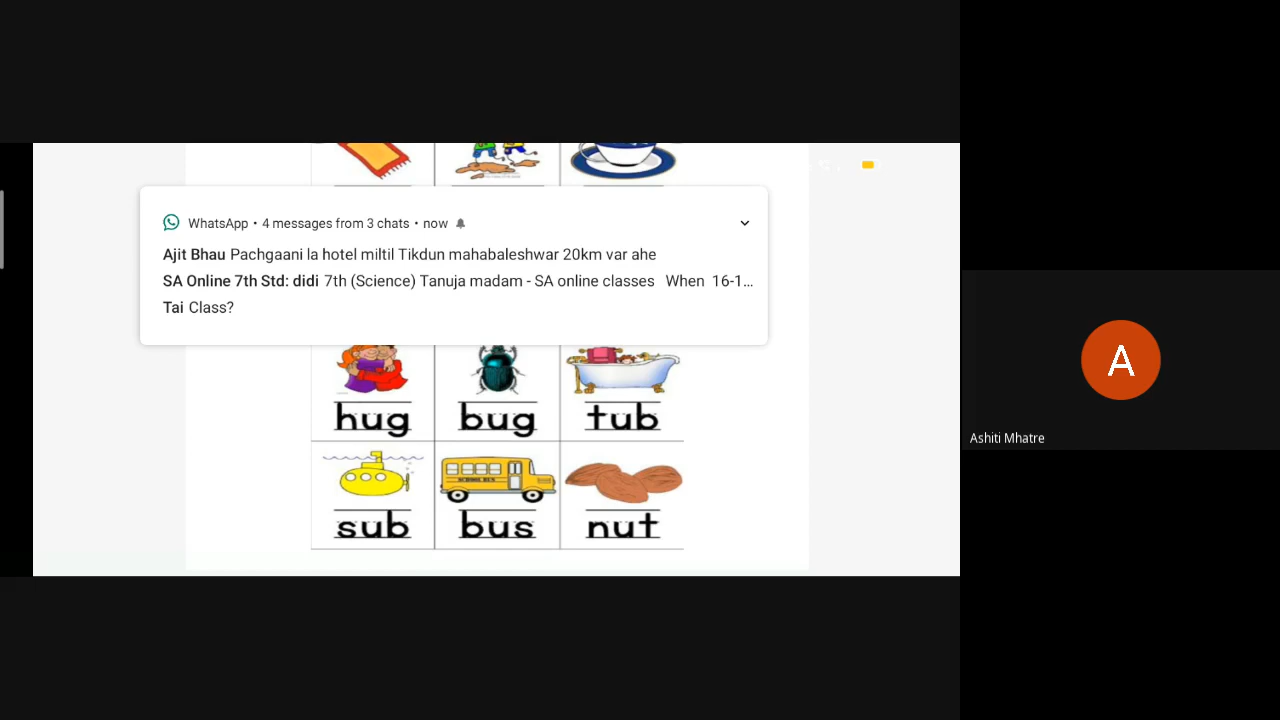 WhatsApp • 4 messages from 3 chats • now
Ajit Bhau Pachgaani la hotel miltil Tikdun mahabaleshwar 20km var ahe
SA Online 7th Std: didi 7th (Science) Tanuja madam - SA online classes When 16-1...
Tai Class?
hug bug tub
SCHOOL BUS
sub bus nut
A
Ashiti Mhatre